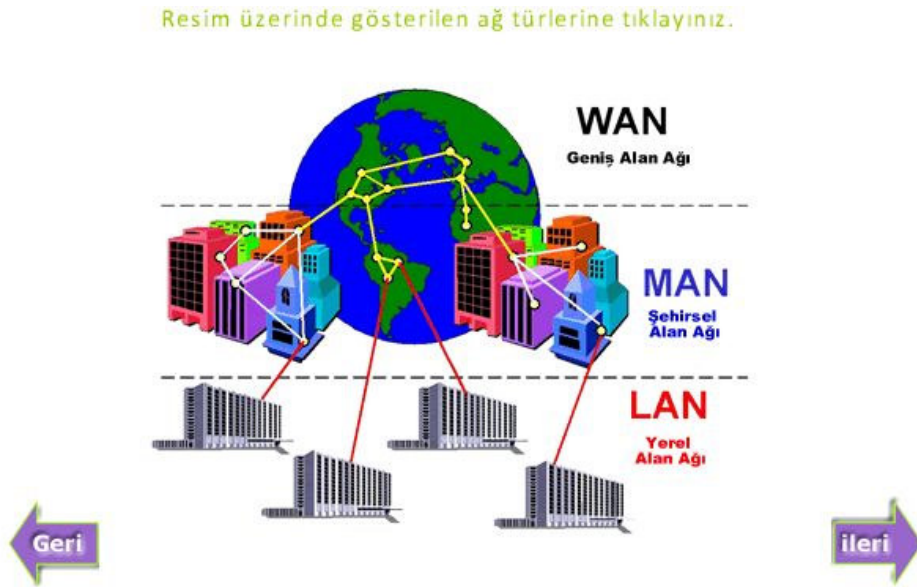 Resim üzerinde gösterilen ağ türlerine tıklayınız.
WAN
Geniş Alan Ağı
MAN
Şehirsel
Alan Ağı
LAN
Yerel
Alan Ağı
Geri
ileri